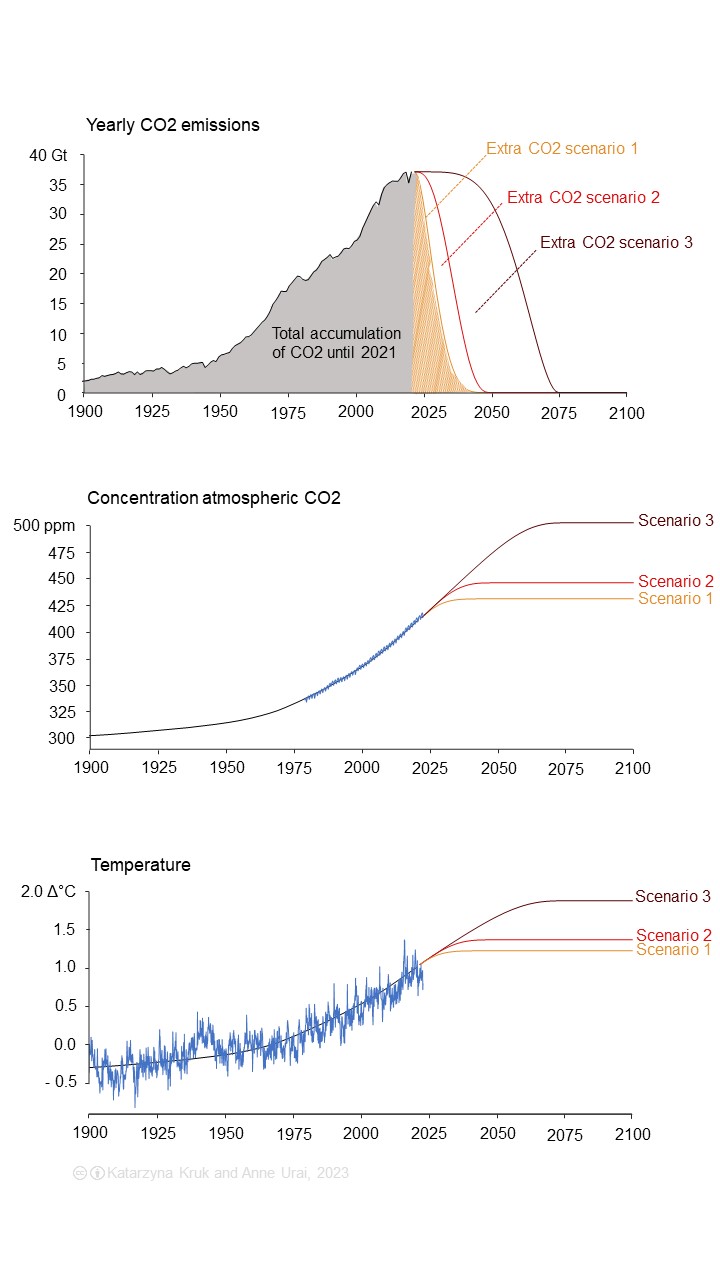 Yearly CO2 emissions
40 Gt
Extra CO2 scenario 1
35
Extra CO2 scenario 2
30
Extra CO2 scenario 3
25
20
15
10
Total accumulation
of CO2 until 2021
5
0
1900 1925 1950 1975 2000 2025 2050 2075 2100
Concentration atmospheric CO2
500 ppm
Scenario 3
475
450
Scenario 2
425
Scenario 1
400
375
350
325
300
1900 1925 1950 1975 2000 2025 2050 2075 2100
Temperature
2.0 Δ°C
Scenario 3
1.5
Scenario 2
Scenario 1
1.0
0.5
0.0
- 0.5
1900 1925 1950 1975 2000 2025 2050 2075 2100
Katarzyna Kruk and Anne Urai, 2023